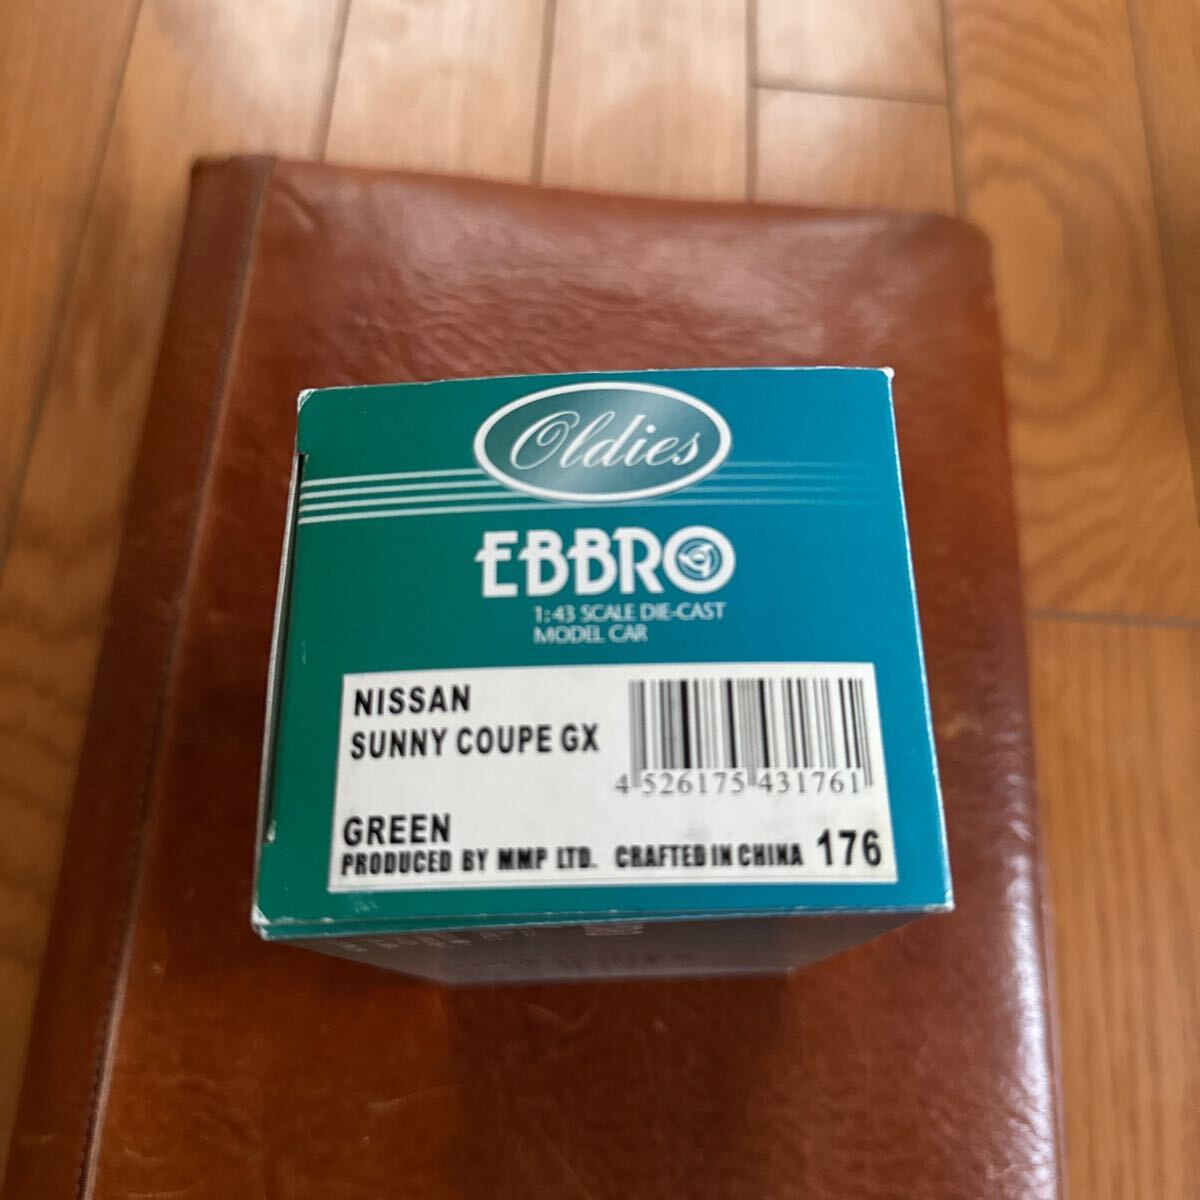 Oldies
EBBRO
1:43 SCALE DIE-CAST
MODEL CAR
NISSAN
SUNNY COUPE GX
4 526175 431761
GREEN
PRODUCED BY MMP LTD. CRAFTED IN CHINA 176